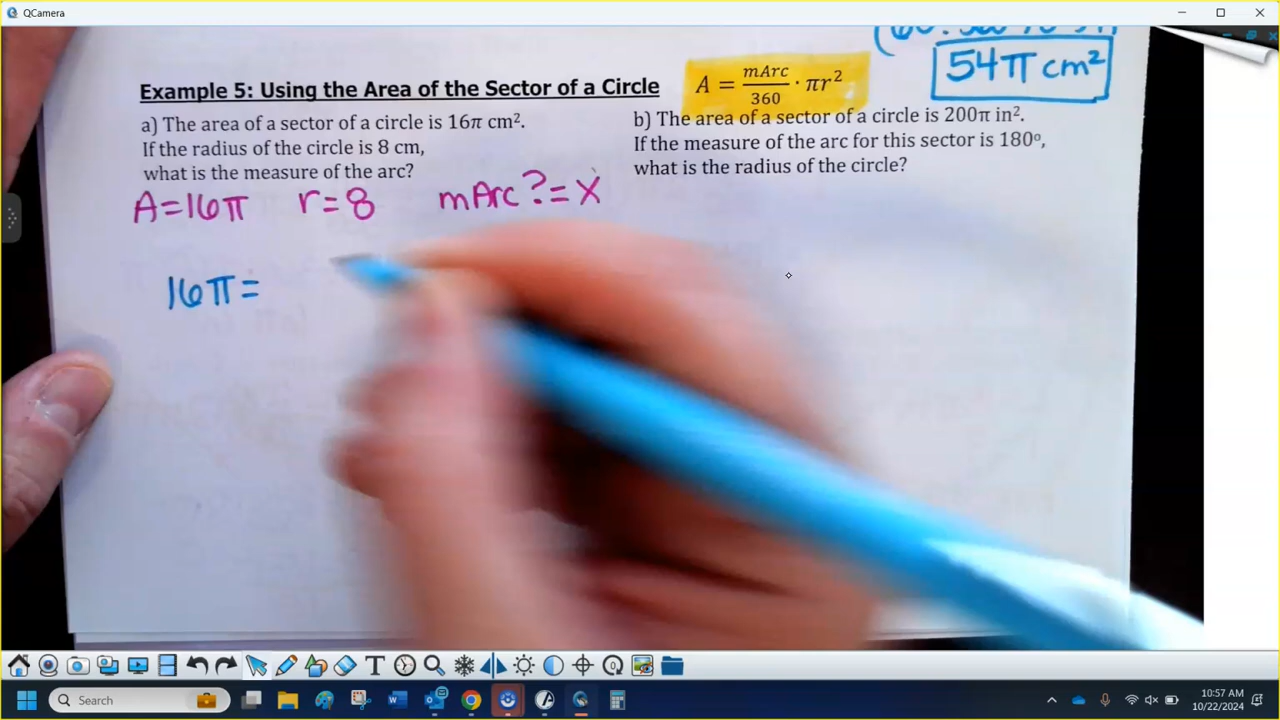 QCamera
54π cm²
Example 5: Using the Area of the Sector of a Circle
A = mArc/360 · πr²
a) The area of a sector of a circle is 16π cm².
If the radius of the circle is 8 cm,
what is the measure of the arc?
b) The area of a sector of a circle is 200π in².
If the measure of the arc for this sector is 180°,
what is the radius of the circle?
A=16π r=8 mArc?=X
16π=
Search
10:57 AM
10/22/2024